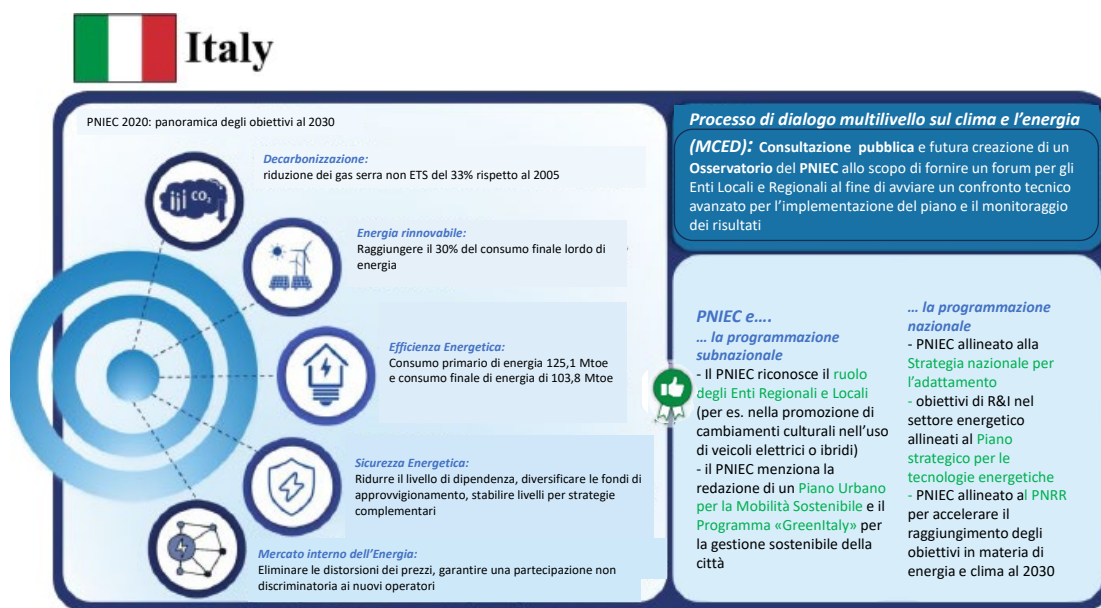 Italy
PNIEC 2020: panoramica degli obiettivi al 2030
CO2
Decarbonizzazione:
riduzione dei gas serra non ETS del 33% rispetto al 2005
Energia rinnovabile:
Raggiungere il 30% del consumo finale lordo di
energia
Efficienza Energetica:
Consumo primario di energia 125,1 Mtoe
e consumo finale di energia di 103,8 Mtoe
Sicurezza Energetica:
Ridurre il livello di dipendenza, diversificare le fondi di
approvvigionamento, stabilire livelli per strategie
complementari
Mercato interno dell’Energia:
Eliminare le distorsioni dei prezzi, garantire una partecipazione non
discriminatoria ai nuovi operatori
Processo di dialogo multilivello sul clima e l’energia
(MCED): Consultazione pubblica e futura creazione di un
Osservatorio del PNIEC allo scopo di fornire un forum per gli
Enti Locali e Regionali al fine di avviare un confronto tecnico
avanzato per l’implementazione del piano e il monitoraggio
dei risultati
PNIEC e....
... la programmazione
subnazionale
- Il PNIEC riconosce il ruolo
degli Enti Regionali e Locali
(per es. nella promozione di
cambiamenti culturali nell’uso
di veicoli elettrici o ibridi)
- il PNIEC menziona la
redazione di un Piano Urbano
per la Mobilità Sostenibile e il
Programma «GreenItaly» per
la gestione sostenibile della
città
... la programmazione
nazionale
- PNIEC allineato alla
Strategia nazionale per
l’adattamento
- obiettivi di R&I nel
settore energetico
allineati al Piano
strategico per le
tecnologie energetiche
- PNIEC allineato al PNRR
per accelerare il
raggiungimento degli
obiettivi in materia di
energia e clima al 2030